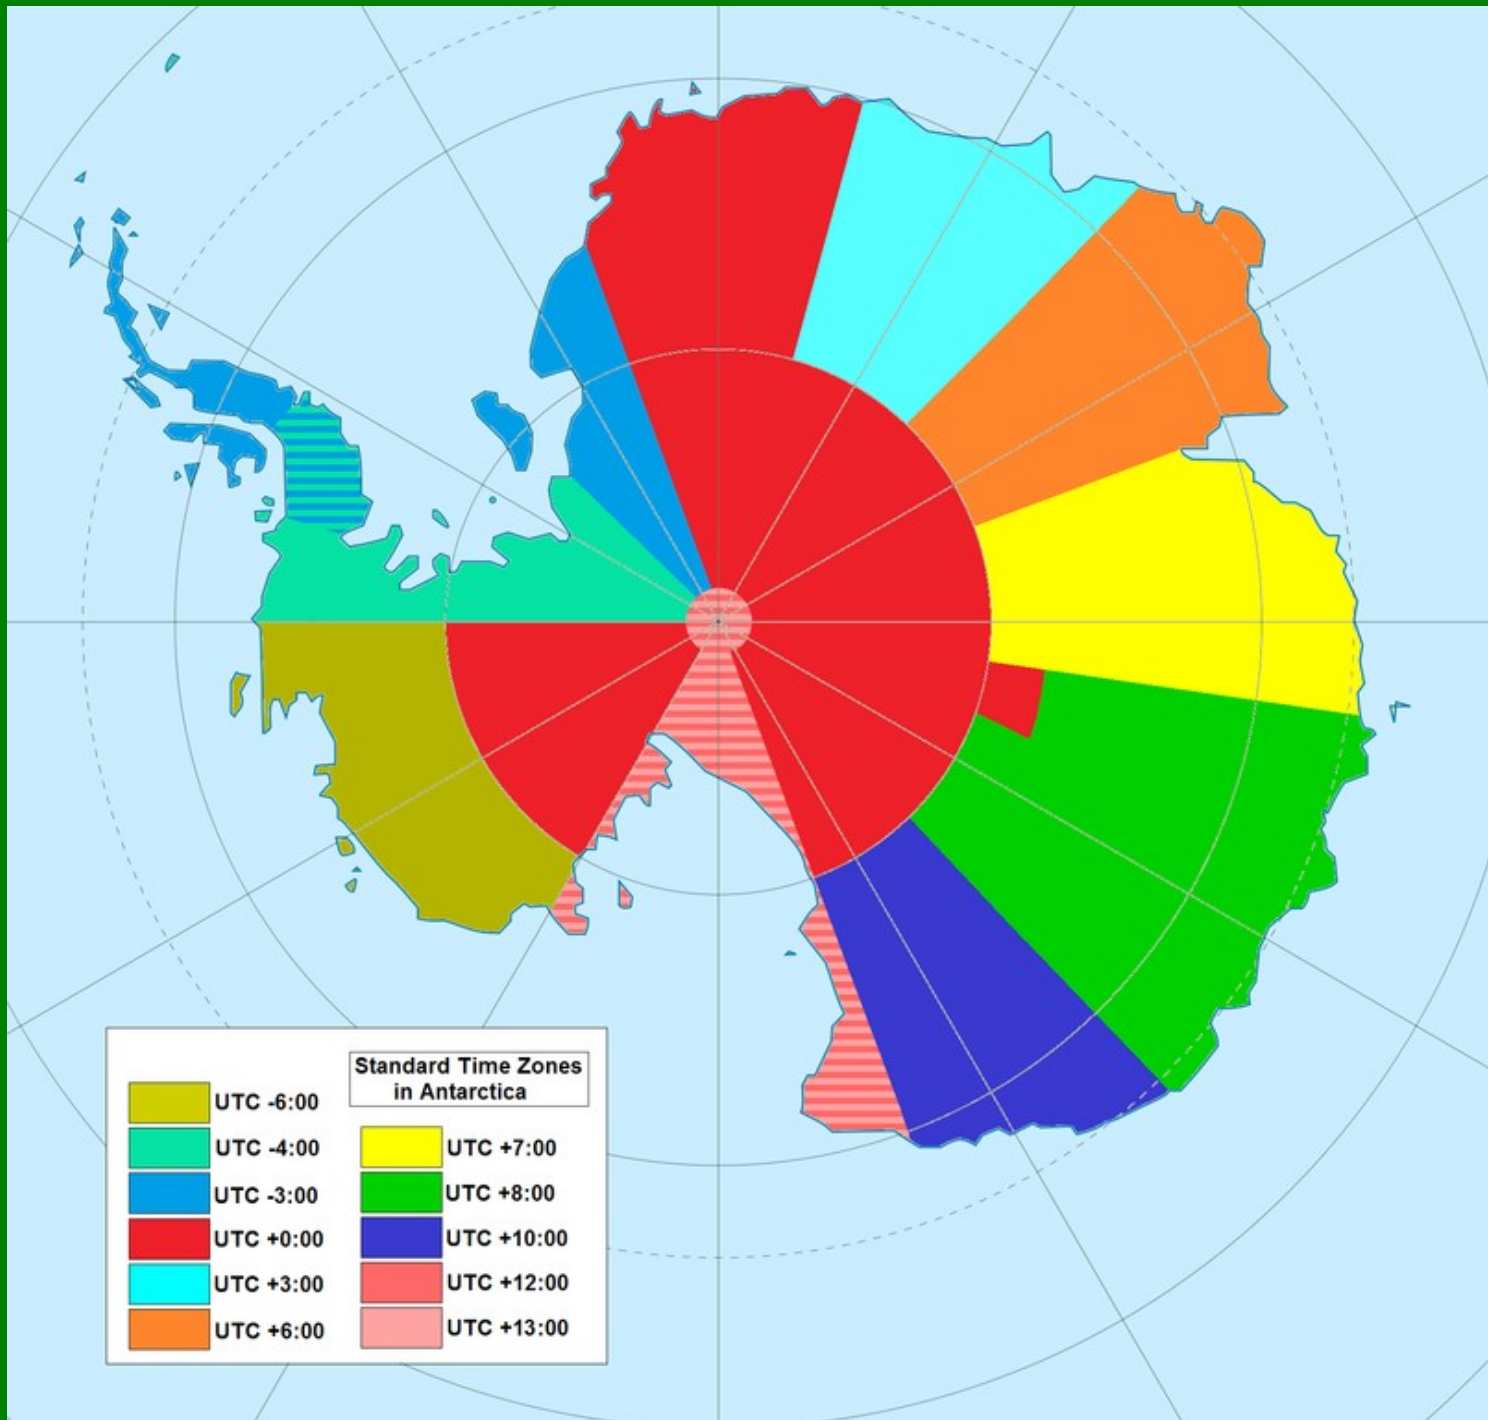 Standard Time Zones
in Antarctica
UTC -6:00
UTC -4:00
UTC -3:00
UTC +0:00
UTC +3:00
UTC +6:00
UTC +7:00
UTC +8:00
UTC +10:00
UTC +12:00
UTC +13:00